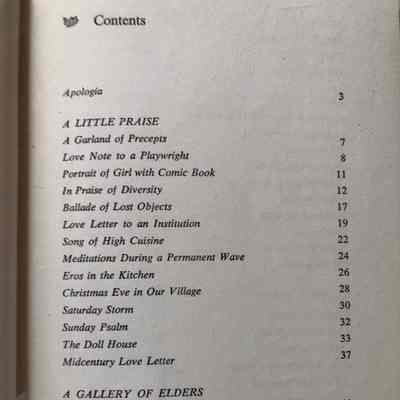 Contents
Apologia 3
A LITTLE PRAISE
A Garland of Precepts 7
Love Note to a Playwright 8
Portrait of Girl with Comic Book 11
In Praise of Diversity 12
Ballade of Lost Objects 17
Love Letter to an Institution 19
Song of High Cuisine 22
Meditations During a Permanent Wave 24
Eros in the Kitchen 26
Christmas Eve in Our Village 28
Saturday Storm 30
Sunday Psalm 32
The Doll House 33
Midcentury Love Letter 37
A GALLERY OF ELDERS